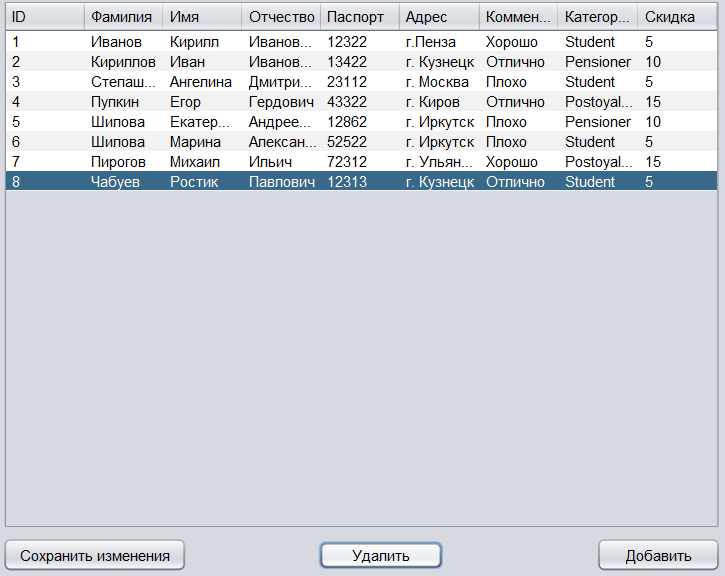 ID Фамилия Имя Отчество Паспорт Адрес Коммен... Категор... Скидка
1 Иванов Кирилл Иванов... 12322 г.Пенза Хорошо Student 5
2 Кириллов Иван Иванов... 13422 г. Кузнецк Отлично Pensioner 10
3 Степаш... Ангелина Дмитри... 23112 г. Москва Плохо Student 5
4 Пупкин Егор Гердович 43322 г. Киров Отлично Postoyal... 15
5 Шилова Екатер... Андрее... 12862 г. Иркутск Плохо Pensioner 10
6 Шилова Марина Алексан... 52522 г. Иркутск Плохо Student 5
7 Пирогов Михаил Ильич 72312 г. Ульян... Хорошо Postoyal... 15
8 Чабуев Ростик Павлович 12313 г. Кузнецк Отлично Student 5
Сохранить изменения Удалить Добавить